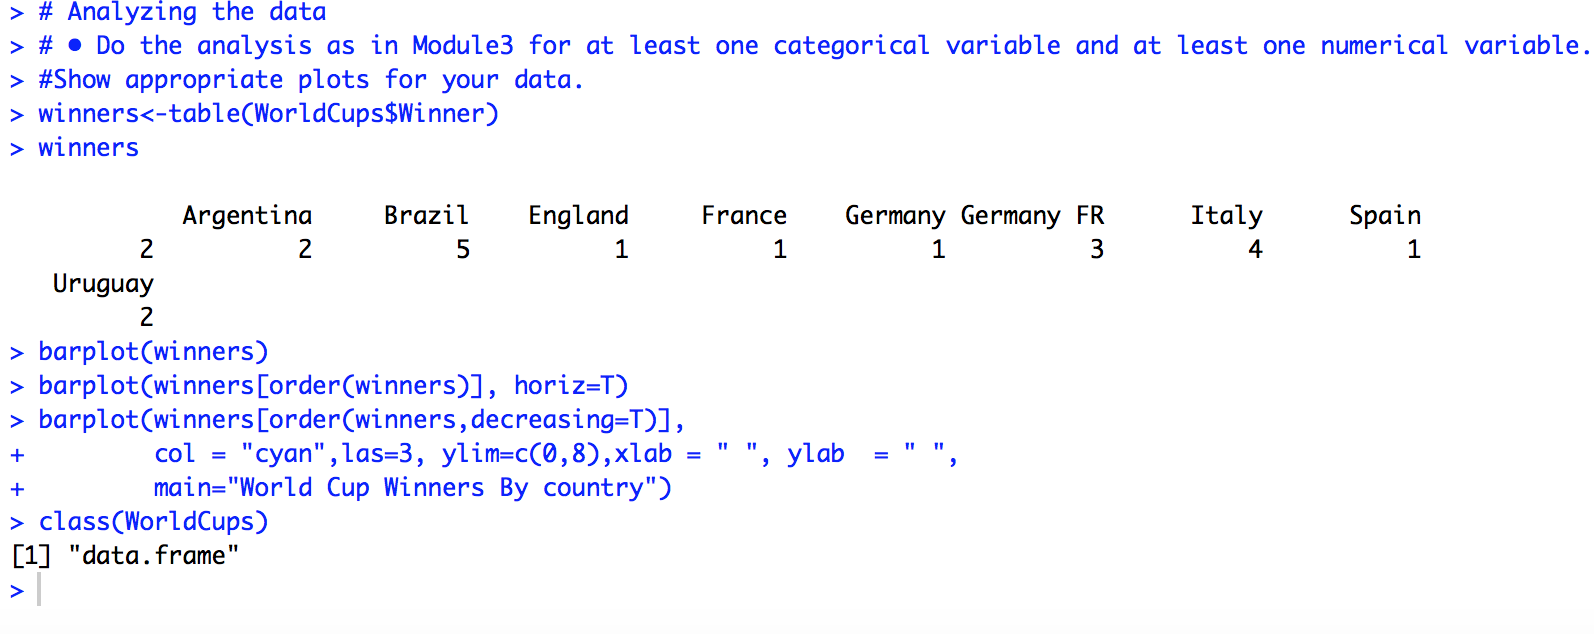 > # Analyzing the data
> # • Do the analysis as in Module3 for at least one categorical variable and at least one numerical variable.
> #Show appropriate plots for your data.
> winners<-table(WorldCups$Winner)
> winners
Argentina Brazil England France Germany Germany FR Italy Spain
2 2 5 1 1 1 3 4 1
Uruguay
2
> barplot(winners)
> barplot(winners[order(winners)], horiz=T)
> barplot(winners[order(winners,decreasing=T)],
+ col = "cyan",las=3, ylim=c(0,8),xlab = " ", ylab  = " ",
+ main="World Cup Winners By country")
> class(WorldCups)
[1] "data.frame"
>